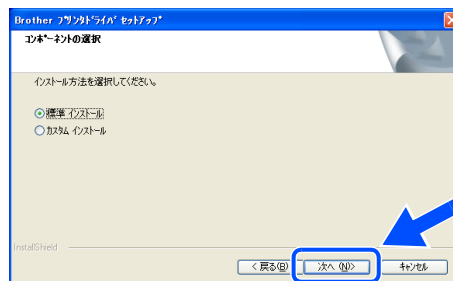 Brother プリンタドライバ セットアップ
コンポーネントの選択
インストール方法を選択してください。
標準 インストール
カスタム インストール
InstallShield
< 戻る(B) 次へ (N)> キャンセル